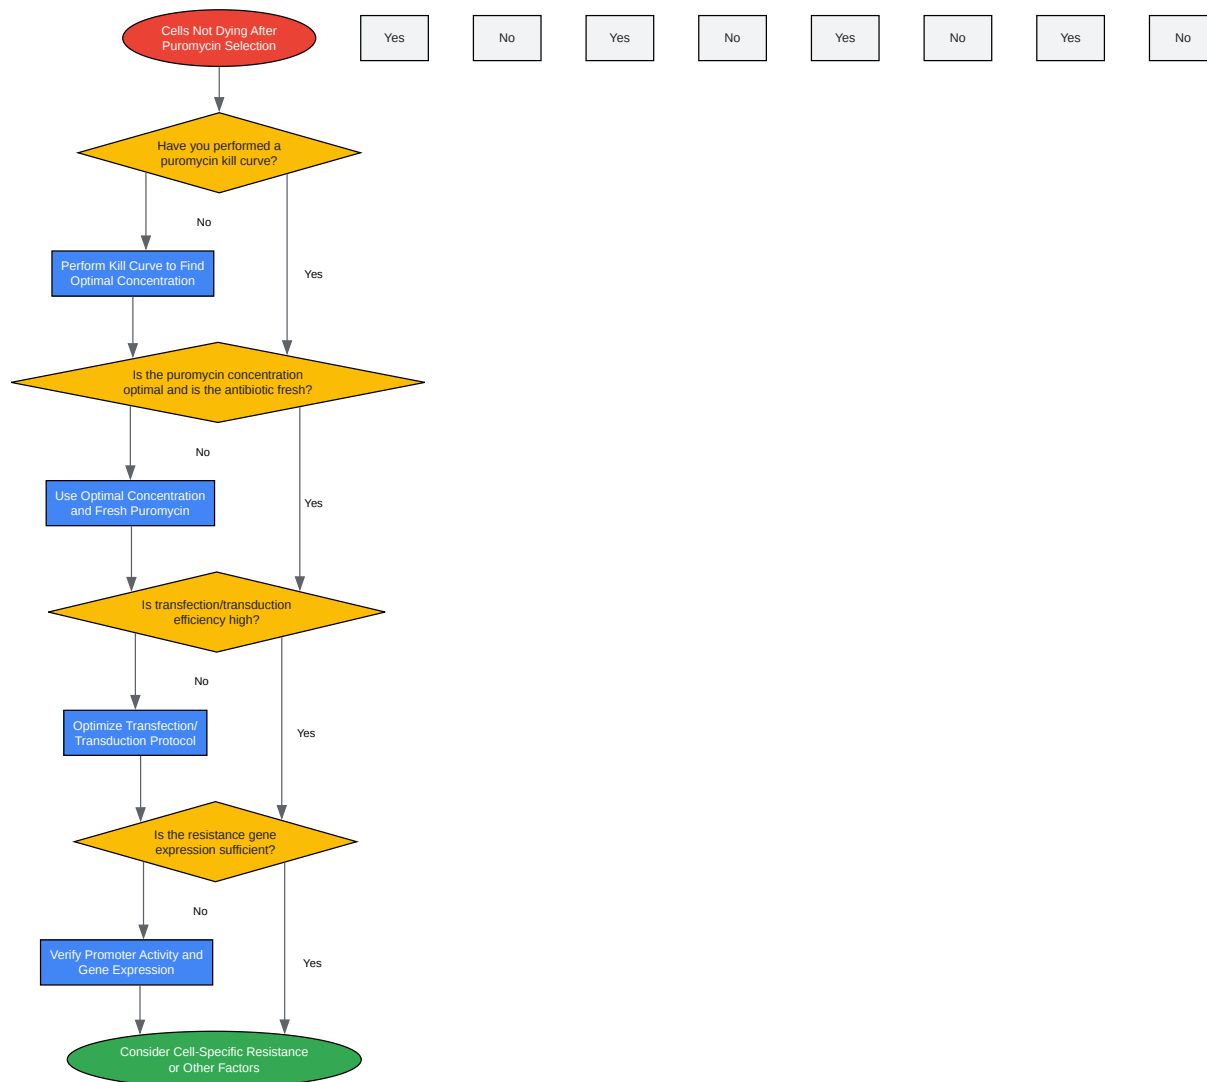 Cells Not Dying After
Puromycin Selection
Yes
No
Yes
No
Yes
No
Yes
No
Have you performed a
puromycin kill curve?
No
Perform Kill Curve to Find
Optimal Concentration
Yes
Is the puromycin concentration
optimal and is the antibiotic fresh?
No
Use Optimal Concentration
and Fresh Puromycin
Yes
Is transfection/transduction
efficiency high?
No
Optimize Transfection/
Transduction Protocol
Yes
Is the resistance gene
expression sufficient?
No
Verify Promoter Activity and
Gene Expression
Yes
Consider Cell-Specific Resistance
or Other Factors